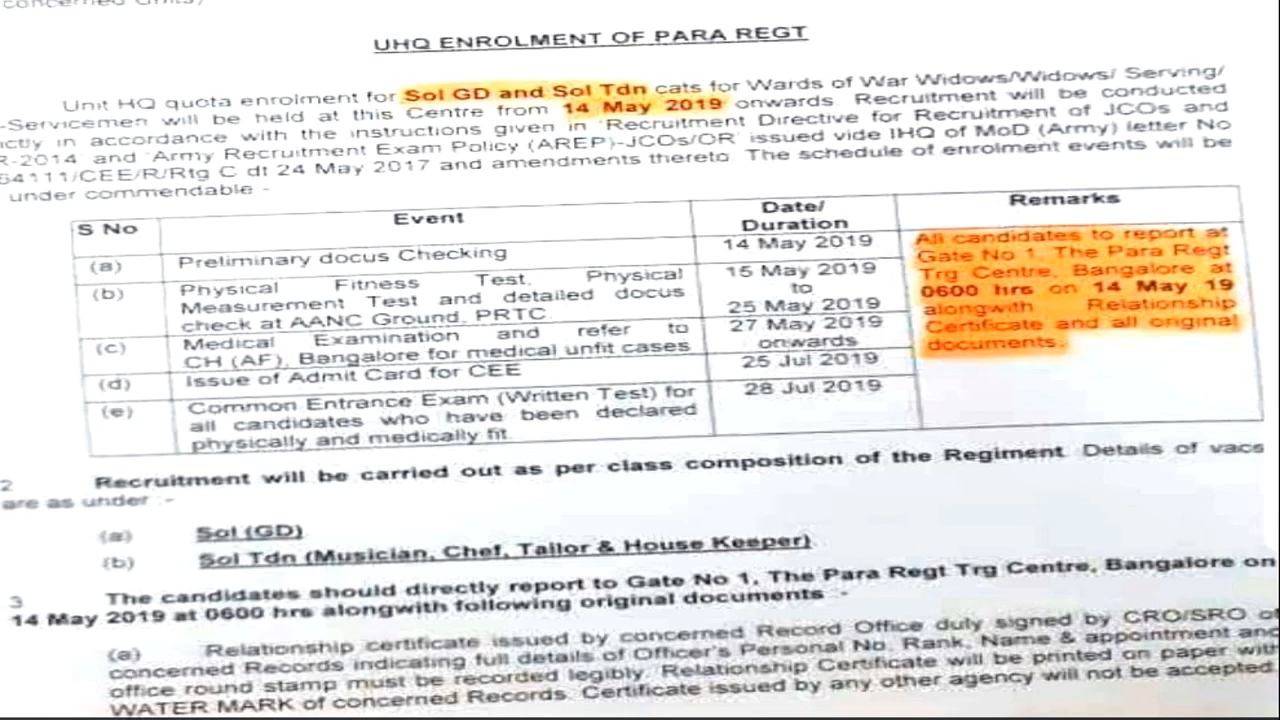 concerned Units)
UHQ ENROLMENT OF PARA REGT
Unit HQ quota enrolment for Sol GD and Sol Tdn cats for Wards of War Widows/Widows/ Serving/
-Servicemen will be held at this Centre from 14 May 2019 onwards. Recruitment will be conducted
ctly in accordance with the instructions given in 'Recruitment Directive for Recruitment of JCOs and
R-2014 and 'Army Recruitment Exam Policy (AREP)-JCOs/OR' issued vide IHQ of MoD (Army) letter No
64111/CEE/R/Rtg C dt 24 May 2017 and amendments thereto. The schedule of enrolment events will be
under commendable -
S No Event Date/ Duration Remarks
(a) Preliminary docus Checking 14 May 2019
(b) Physical Fitness Test, Physical
Measurement Test and detailed docus
check at AANC Ground, PRTC.
15 May 2019
to
25 May 2019
(c) Medical Examination and refer to
CH (AF), Bangalore for medical unfit cases
27 May 2019
onwards
(d) Issue of Admit Card for CEE 25 Jul 2019
(e) Common Entrance Exam (Written Test) for
all candidates who have been declared
physically and medically fit.
28 Jul 2019
All candidates to report at
Gate No 1, The Para Regt
Trg Centre, Bangalore at
0600 hrs on 14 May 19
alongwith Relationship
Certificate and all original
documents.
2 Recruitment will be carried out as per class composition of the Regiment. Details of vacs
are as under :-
(a) Sol (GD)
(b) Sol Tdn (Musician, Chef, Tailor & House Keeper)
3 The candidates should directly report to Gate No 1, The Para Regt Trg Centre, Bangalore on
14 May 2019 at 0600 hrs alongwith following original documents :-
(a) Relationship certificate issued by concerned Record Office duly signed by CRO/SRO of
concerned Records indicating full details of Officer's Personal No, Rank, Name & appointment and
office round stamp must be recorded legibly. Relationship Certificate will be printed on paper with
WATER MARK of concerned Records. Certificate issued by any other agency will not be accepted.